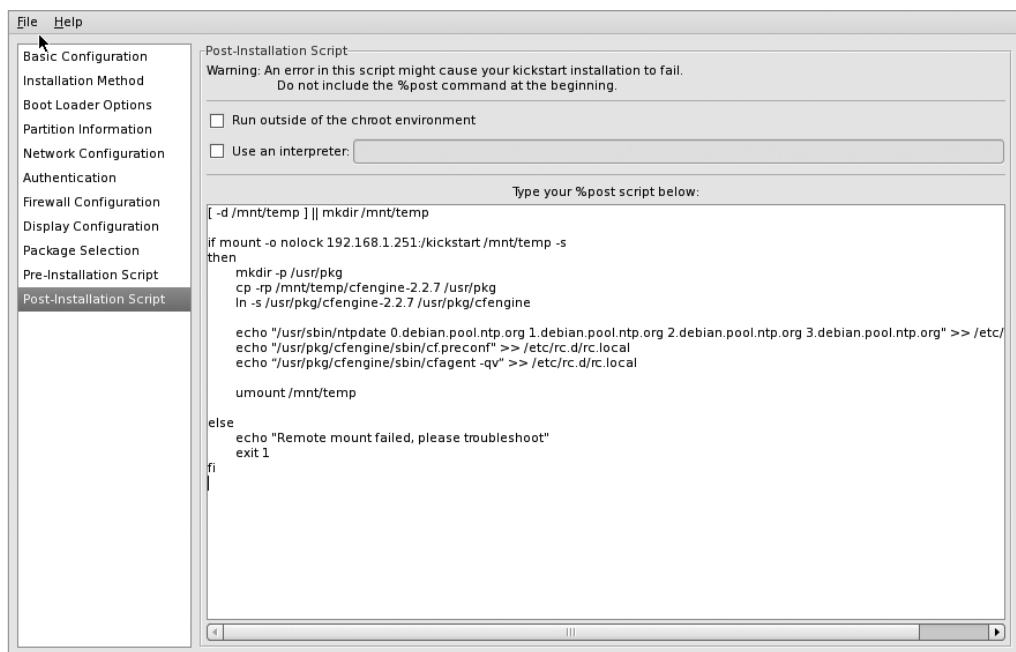 File Help
Basic Configuration
Installation Method
Boot Loader Options
Partition Information
Network Configuration
Authentication
Firewall Configuration
Display Configuration
Package Selection
Pre-Installation Script
Post-Installation Script
Post-Installation Script
Warning: An error in this script might cause your kickstart installation to fail.
Do not include the %post command at the beginning.
Run outside of the chroot environment
Use an interpreter:
Type your %post script below:
[ -d /mnt/temp ] || mkdir /mnt/temp
if mount -o nolock 192.168.1.251:/kickstart /mnt/temp -s
then
mkdir -p /usr/pkg
cp -rp /mnt/temp/cfengine-2.2.7 /usr/pkg
ln -s /usr/pkg/cfengine-2.2.7 /usr/pkg/cfengine
echo "/usr/sbin/ntpdate 0.debian.pool.ntp.org 1.debian.pool.ntp.org 2.debian.pool.ntp.org 3.debian.pool.ntp.org" >> /etc/
echo "/usr/pkg/cfengine/sbin/cf.preconf" >> /etc/rc.d/rc.local
echo “/usr/pkg/cfengine/sbin/cfagent -qv” >> /etc/rc.d/rc.local
umount /mnt/temp
else
echo "Remote mount failed, please troubleshoot"
exit 1
fi